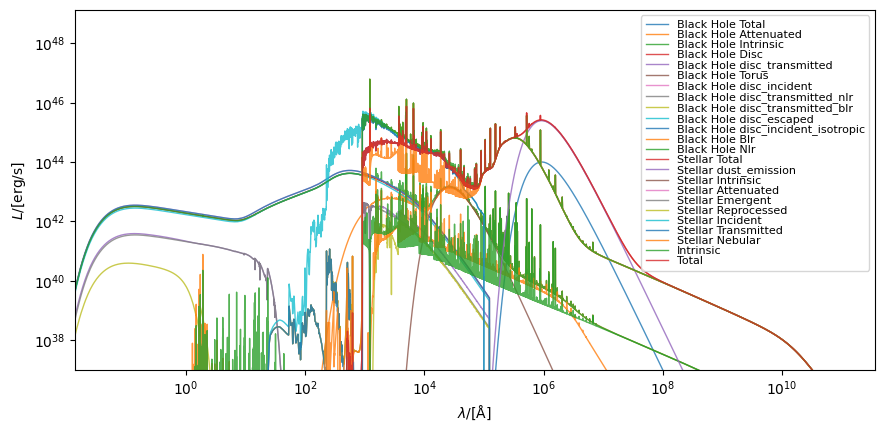 10^48
10^46
10^44
10^42
10^40
10^38
L/[erg/s]
10^0
10^2
10^4
10^6
10^8
10^10
λ/[Å]
Black Hole Total
Black Hole Attenuated
Black Hole Intrinsic
Black Hole Disc
Black Hole disc_transmitted
Black Hole Torus
Black Hole disc_incident
Black Hole disc_transmitted_nlr
Black Hole disc_transmitted_blr
Black Hole disc_escaped
Black Hole disc_incident_isotropic
Black Hole Blr
Black Hole Nlr
Stellar Total
Stellar dust_emission
Stellar Intrinsic
Stellar Attenuated
Stellar Emergent
Stellar Reprocessed
Stellar Incident
Stellar Transmitted
Stellar Nebular
Intrinsic
Total